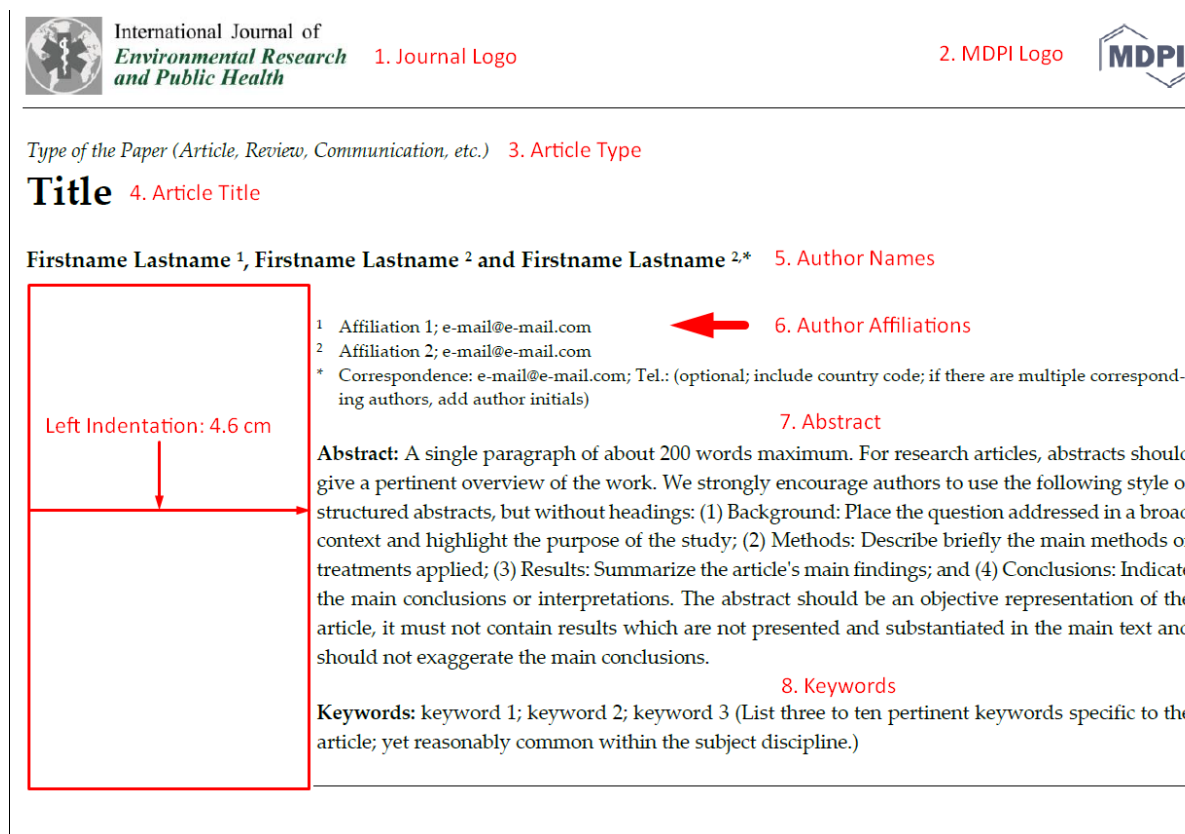 International Journal of
Environmental Research
and Public Health
1. Journal Logo
2. MDPI Logo
MDPI
Type of the Paper (Article, Review, Communication, etc.) 3. Article Type
Title 4. Article Title
Firstname Lastname ¹, Firstname Lastname ² and Firstname Lastname ²,* 5. Author Names
¹ Affiliation 1; e-mail@e-mail.com 6. Author Affiliations
² Affiliation 2; e-mail@e-mail.com
* Correspondence: e-mail@e-mail.com; Tel.: (optional; include country code; if there are multiple correspond-
ing authors, add author initials)
Left Indentation: 4.6 cm
7. Abstract
Abstract: A single paragraph of about 200 words maximum. For research articles, abstracts should
give a pertinent overview of the work. We strongly encourage authors to use the following style of
structured abstracts, but without headings: (1) Background: Place the question addressed in a broad
context and highlight the purpose of the study; (2) Methods: Describe briefly the main methods or
treatments applied; (3) Results: Summarize the article's main findings; and (4) Conclusions: Indicate
the main conclusions or interpretations. The abstract should be an objective representation of the
article, it must not contain results which are not presented and substantiated in the main text and
should not exaggerate the main conclusions.
8. Keywords
Keywords: keyword 1; keyword 2; keyword 3 (List three to ten pertinent keywords specific to the
article; yet reasonably common within the subject discipline.)